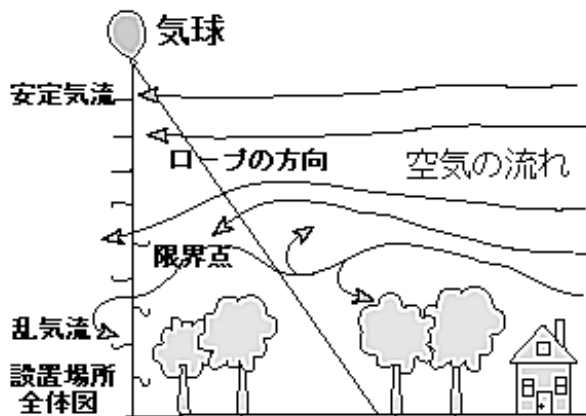 気球
安定気流
ロープの方向
空気の流れ
限界点
乱気流
設置場所
全体図